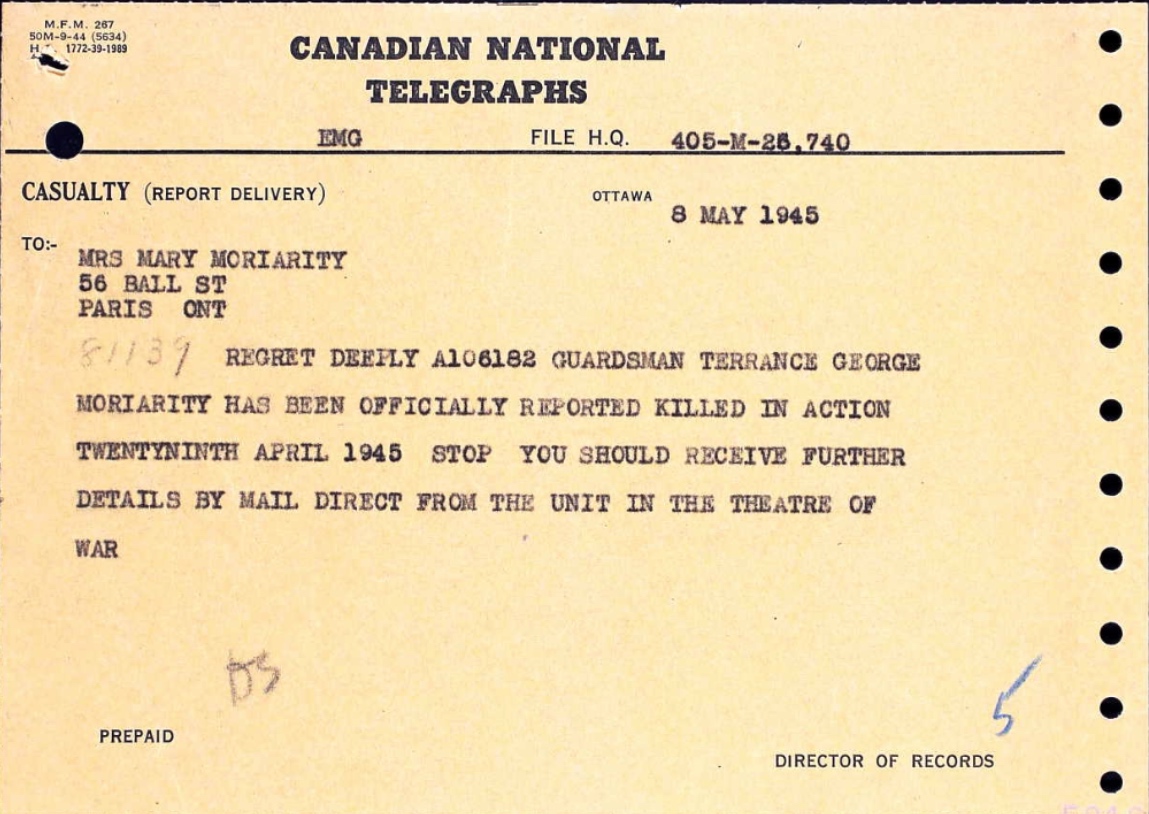 M.F.M. 267
50M-9-44 (5634)
1772-39-1989
CANADIAN NATIONAL
TELEGRAPHS
EMG FILE H.Q. 405-M-
CASUALTY (REPORT DELIVERY) OTTAWA
8 MAY 1945
TO:-
MRS MARY MORIARITY
56 BALL ST
PARIS ONT
81139 REGRET DEEPLY A106182 GUARDSMAN TERRANCE GEORGE
MORIARITY HAS BEEN OFFICIALLY REPORTED KILLED IN ACTION
TWENTYNINTH APRIL 1945 STOP YOU SHOULD RECEIVE FURTHER
DETAILS BY MAIL DIRECT FROM THE UNIT IN THE THEATRE OF
WAR
5
PREPAID
DIRECTOR OF RECORDS